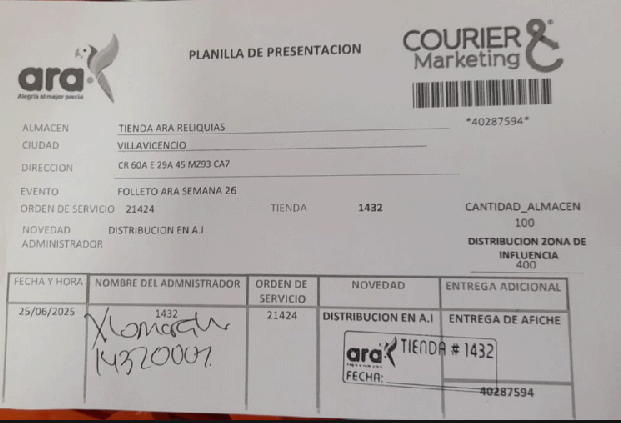 PLANILLA DE PRESENTACION
COURIER &
Marketing
ara
Alegría al mejor precio
*40287594*
ALMACEN TIENDA ARA RELIQUIAS
CIUDAD VILLAVICENCIO
DIRECCION CR 60A E 29A 45 MZ93 CA7
EVENTO FOLLETO ARA SEMANA 26
ORDEN DE SERVICIO 21424 TIENDA 1432 CANTIDAD_ALMACEN
100
NOVEDAD DISTRIBUCION EN A.I DISTRIBUCION ZONA DE
ADMINISTRADOR INFLUENCIA
400
FECHA Y HORA NOMBRE DEL ADMNISTRADOR ORDEN DE NOVEDAD ENTREGA ADICIONAL
SERVICIO
25/06/2025 1432 21424 DISTRIBUCION EN A.I ENTREGA DE AFICHE
14320007
ara TIENDA # 1432
FECHA:
40287594